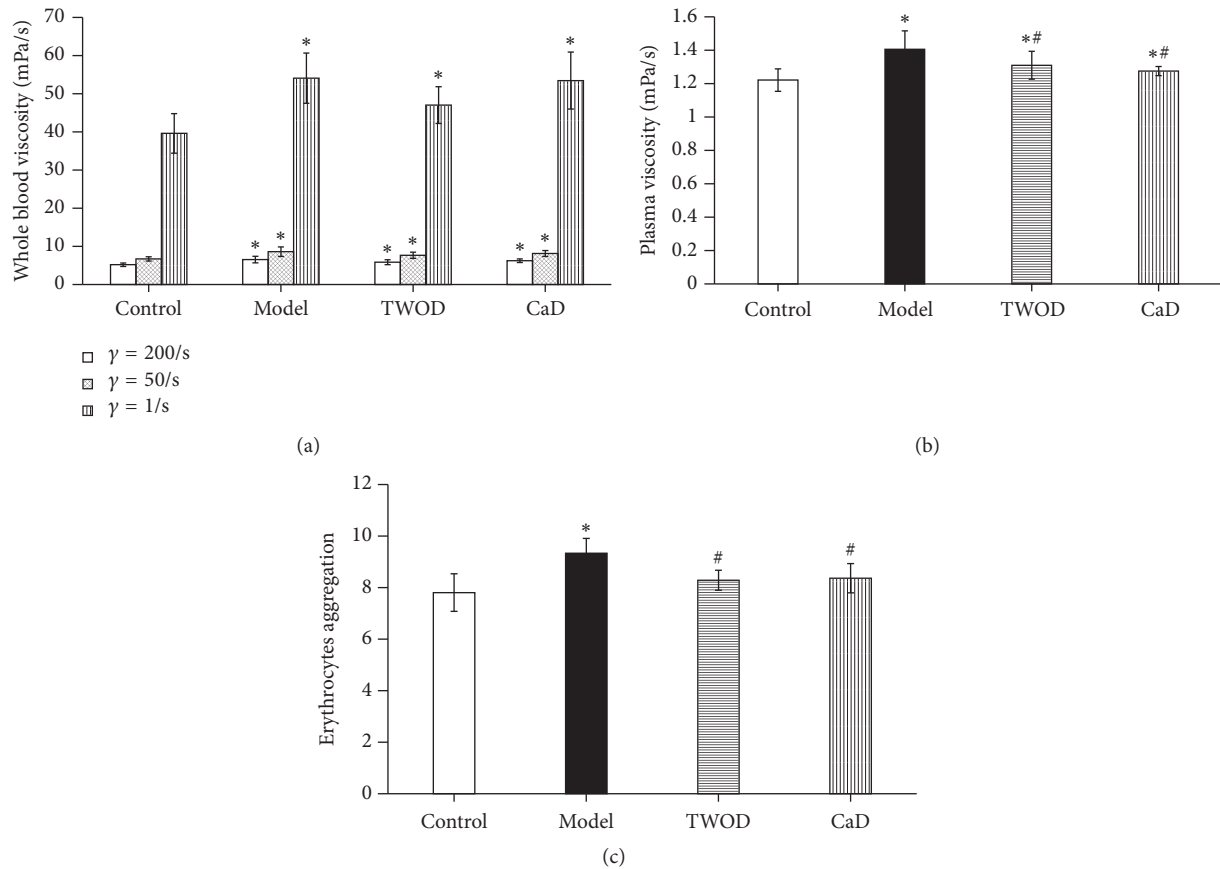 Whole blood viscosity (mPa/s)
70
60
50
40
30
20
10
0
* * *
* * *
* * *
Control Model TWOD CaD
γ = 200/s
γ = 50/s
γ = 1/s
(a)
Plasma viscosity (mPa/s)
1.6
1.4
1.2
1
0.8
0.6
0.4
0.2
0
* *# *#
Control Model TWOD CaD
(b)
Erythrocytes aggregation
12
10
8
6
4
2
0
* # #
Control Model TWOD CaD
(c)